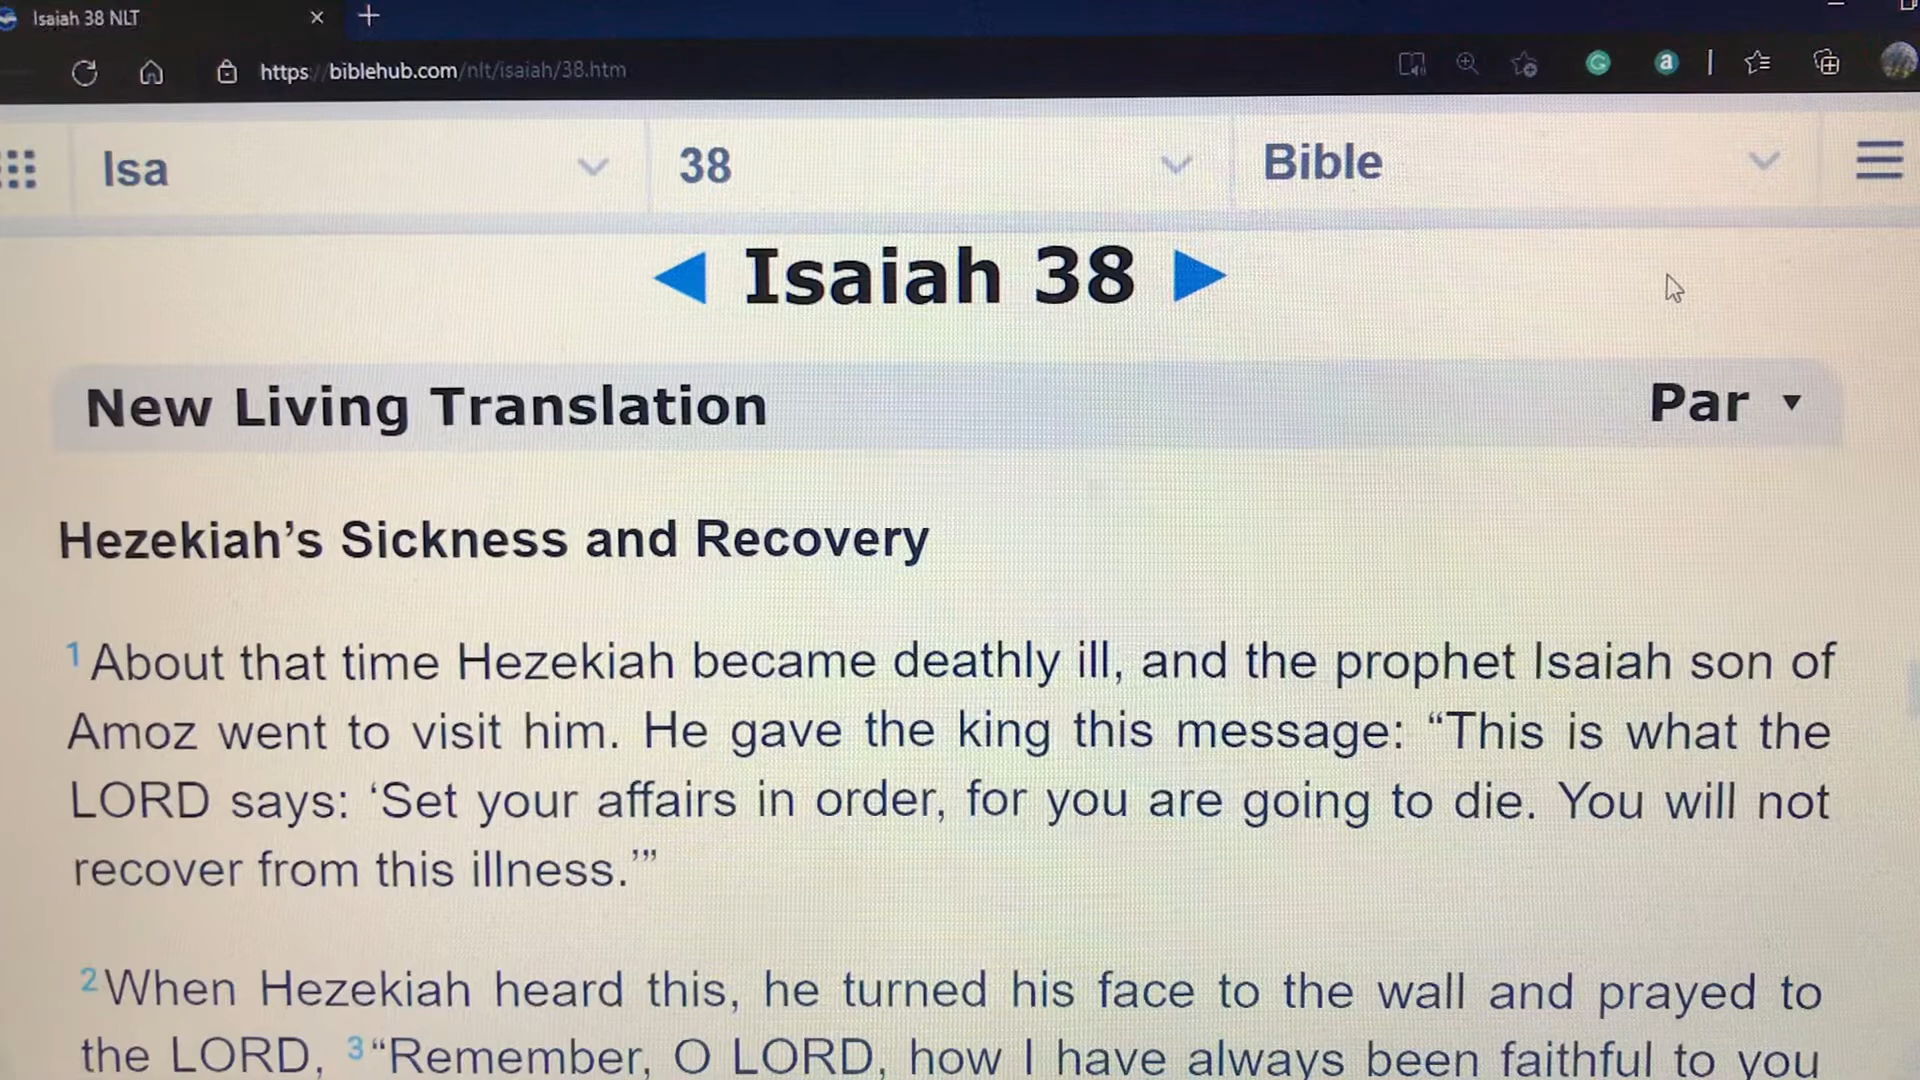 Isaiah 38 NLT
https://biblehub.com/nlt/isaiah/38.htm
Isa 38 Bible
Isaiah 38
New Living Translation Par
Hezekiah’s Sickness and Recovery
1 About that time Hezekiah became deathly ill, and the prophet Isaiah son of
Amoz went to visit him. He gave the king this message: “This is what the
LORD says: ‘Set your affairs in order, for you are going to die. You will not
recover from this illness.’”
2 When Hezekiah heard this, he turned his face to the wall and prayed to
the LORD, 3 “Remember, O LORD, how I have always been faithful to you